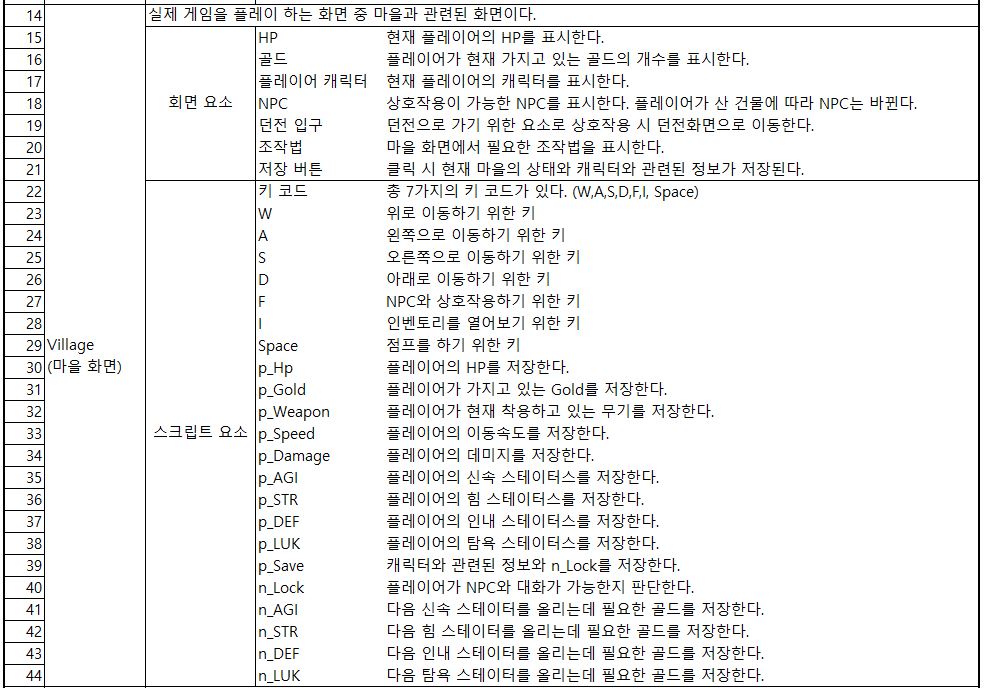 14 실제 게임을 플레이 하는 화면 중 마을과 관련된 화면이다.
15 HP 현재 플레이어의 HP를 표시한다.
16 골드 플레이어가 현재 가지고 있는 골드의 개수를 표시한다.
17 플레이어 캐릭터 현재 플레이어의 캐릭터를 표시한다.
18 회면 요소 NPC 상호작용이 가능한 NPC를 표시한다. 플레이어가 산 건물에 따라 NPC는 바뀐다.
19 던전 입구 던전으로 가기 위한 요소로 상호작용 시 던전화면으로 이동한다.
20 조작법 마을 화면에서 필요한 조작법을 표시한다.
21 저장 버튼 클릭 시 현재 마을의 상태와 캐릭터와 관련된 정보가 저장된다.
22 키 코드 총 7가지의 키 코드가 있다. (W,A,S,D,F,I, Space)
23 W 위로 이동하기 위한 키
24 A 왼쪽으로 이동하기 위한 키
25 S 오른쪽으로 이동하기 위한 키
26 D 아래로 이동하기 위한 키
27 F NPC와 상호작용하기 위한 키
28 I 인벤토리를 열어보기 위한 키
29 Village Space 점프를 하기 위한 키
30 (마을 화면) p_Hp 플레이어의 HP를 저장한다.
31 p_Gold 플레이어가 가지고 있는 Gold를 저장한다.
32 p_Weapon 플레이어가 현재 착용하고 있는 무기를 저장한다.
33 스크립트 요소 p_Speed 플레이어의 이동속도를 저장한다.
34 p_Damage 플레이어의 데미지를 저장한다.
35 p_AGI 플레이어의 신속 스테이터스를 저장한다.
36 p_STR 플레이어의 힘 스테이터스를 저장한다.
37 p_DEF 플레이어의 인내 스테이터스를 저장한다.
38 p_LUK 플레이어의 탐욕 스테이터스를 저장한다.
39 p_Save 캐릭터와 관련된 정보와 n_Lock를 저장한다.
40 n_Lock 플레이어가 NPC와 대화가 가능한지 판단한다.
41 n_AGI 다음 신속 스테이터를 올리는데 필요한 골드를 저장한다.
42 n_STR 다음 힘 스테이터를 올리는데 필요한 골드를 저장한다.
43 n_DEF 다음 인내 스테이터를 올리는데 필요한 골드를 저장한다.
44 n_LUK 다음 탐욕 스테이터를 올리는데 필요한 골드를 저장한다.